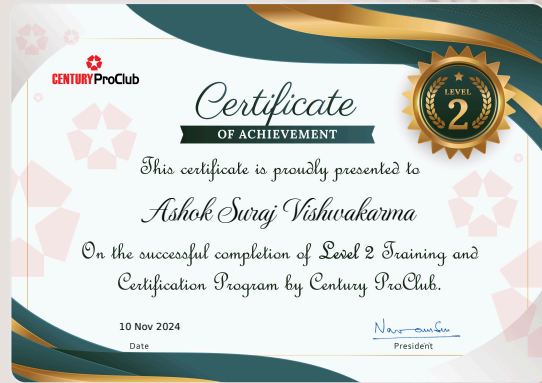 CENTURY ProClub
Certificate
OF ACHIEVEMENT
LEVEL
2
This certificate is proudly presented to
Ashok Suraj Vishwakarma
On the successful completion of Level 2 Training and
Certification Program by Century ProClub.
10 Nov 2024
Date
President